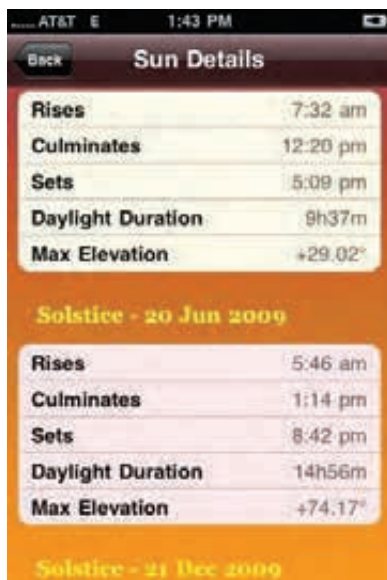 AT&T E 1:43 PM
Back Sun Details
Rises 7:32 am
Culminates 12:20 pm
Sets 5:09 pm
Daylight Duration 9h37m
Max Elevation +29.02°
Solstice - 20 Jun 2009
Rises 5:46 am
Culminates 1:14 pm
Sets 8:42 pm
Daylight Duration 14h56m
Max Elevation +74.17°
Solstice - 21 Dec 2009